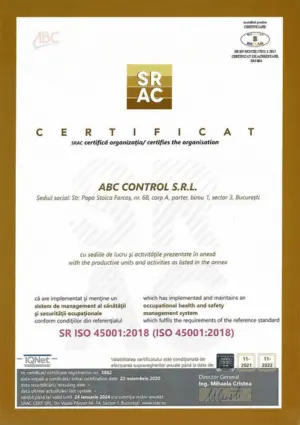 ABC
SR
AC
CERTIFICAT
SRAC certifică organizația/ certifies the organisation
ABC CONTROL S.R.L.
Sediul social: Str. Popa Stoica Farcaș, nr. 68, corp A, parter, birou 1, sector 3, București
cu sediile de lucru și activitățile prezentate în anexă
with the productive units and activities as listed in the annex
că are implementat și menține un
sistem de management al sănătății
și securității ocupaționale
conform condițiilor din referențialul
which has implemented and maintains an
occupational health and safety
management system
which fulfils the requirements of the reference standard
SR ISO 45001:2018 (ISO 45001:2018)
IQNet
Valabilitatea certificatului este condiționată de
efectuarea supravegherilor anuale până la data de
11-
2021
11-
2022
Director General
Ing. Mihaela Cristea